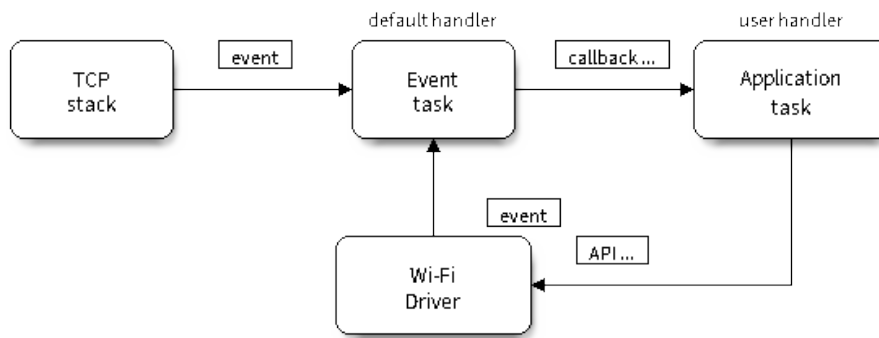 default handler
user handler
event
callback ...
TCP
stack
Event
task
Application
task
event
API ...
Wi-Fi
Driver